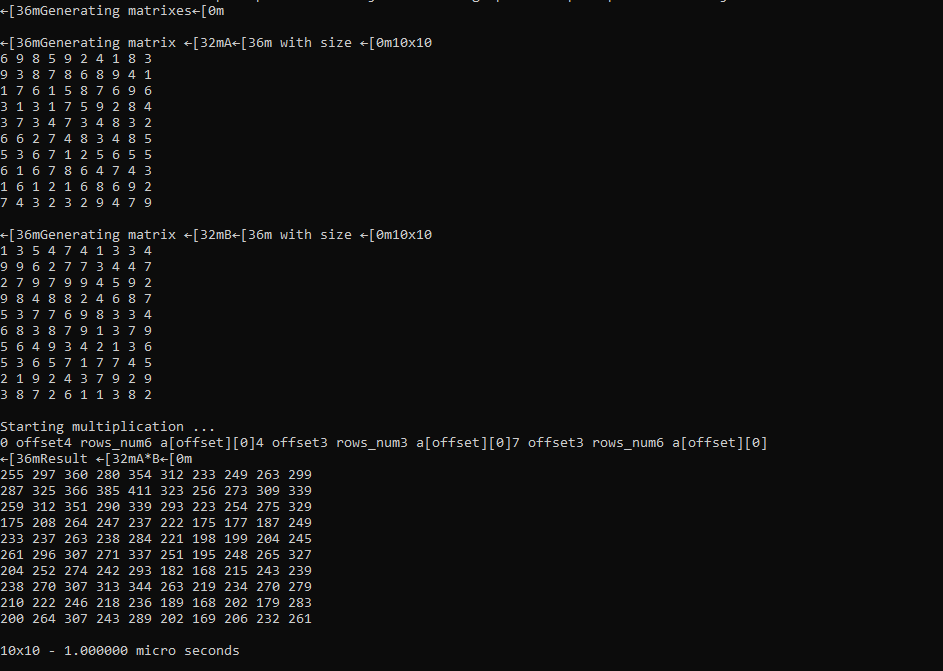 ←[36mGenerating matrixes←[0m
←[36mGenerating matrix ←[32mA←[36m with size ←[0m10x10
6 9 8 5 9 2 4 1 8 3
9 3 8 7 8 6 8 9 4 1
1 7 6 1 5 8 7 6 9 6
3 1 3 1 7 5 9 2 8 4
3 7 3 4 7 3 4 8 3 2
6 6 2 7 4 8 3 4 8 5
5 3 6 7 1 2 5 6 5 5
6 1 6 7 8 6 4 7 4 3
1 6 1 2 1 6 8 6 9 2
7 4 3 2 3 2 9 4 7 9
←[36mGenerating matrix ←[32mB←[36m with size ←[0m10x10
1 3 5 4 7 4 1 3 3 4
9 9 6 2 7 7 3 4 4 7
2 7 9 7 9 9 4 5 9 2
9 8 4 8 8 2 4 6 8 7
5 3 7 7 6 9 8 3 3 4
6 8 3 8 7 9 1 3 7 9
5 6 4 9 3 4 2 1 3 6
5 3 6 5 7 1 7 7 4 5
2 1 9 2 4 3 7 9 2 9
3 8 7 2 6 1 1 3 8 2
Starting multiplication ...
0 offset4 rows_num6 a[offset][0]4 offset3 rows_num3 a[offset][0]7 offset3 rows_num6 a[offset][0]
←[36mResult ←[32mA*B←[0m
255 297 360 280 354 312 233 249 263 299
287 325 366 385 411 323 256 273 309 339
259 312 351 290 339 293 223 254 275 329
175 208 264 247 237 222 175 177 187 249
233 237 263 238 284 221 198 199 204 245
261 296 307 271 337 251 195 248 265 327
204 252 274 242 293 182 168 215 243 239
238 270 307 313 344 263 219 234 270 279
210 222 246 218 236 189 168 202 179 283
200 264 307 243 289 202 169 206 232 261
10x10 - 1.000000 micro seconds